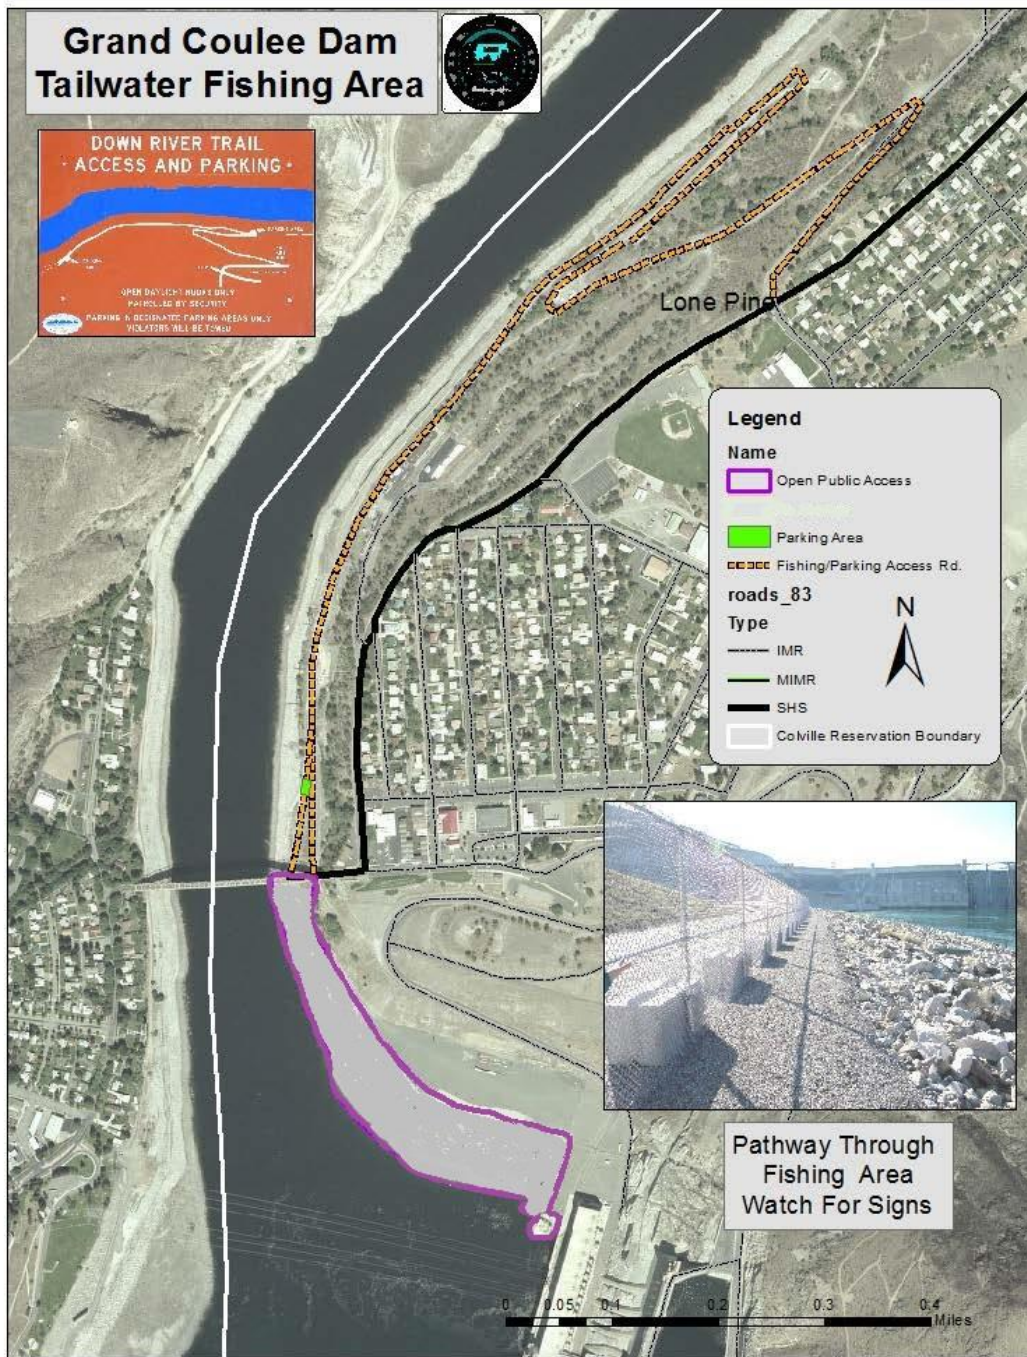 Grand Coulee Dam
Tailwater Fishing Area
DOWN RIVER TRAIL
· ACCESS AND PARKING ·
OPEN DAYLIGHT HOURS ONLY
PATROLLED BY SECURITY
PARKING IN DESIGNATED PARKING AREAS ONLY
VIOLATORS WILL BE TOWED
Lone Pine
Legend
Name
Open Public Access
Parking Area
Fishing/Parking Access Rd.
roads_83
Type
N
IMR
MIMR
SHS
Colville Reservation Boundary
Pathway Through
Fishing Area
Watch For Signs
0 0.05 0.1 0.2 0.3 0.4
Miles